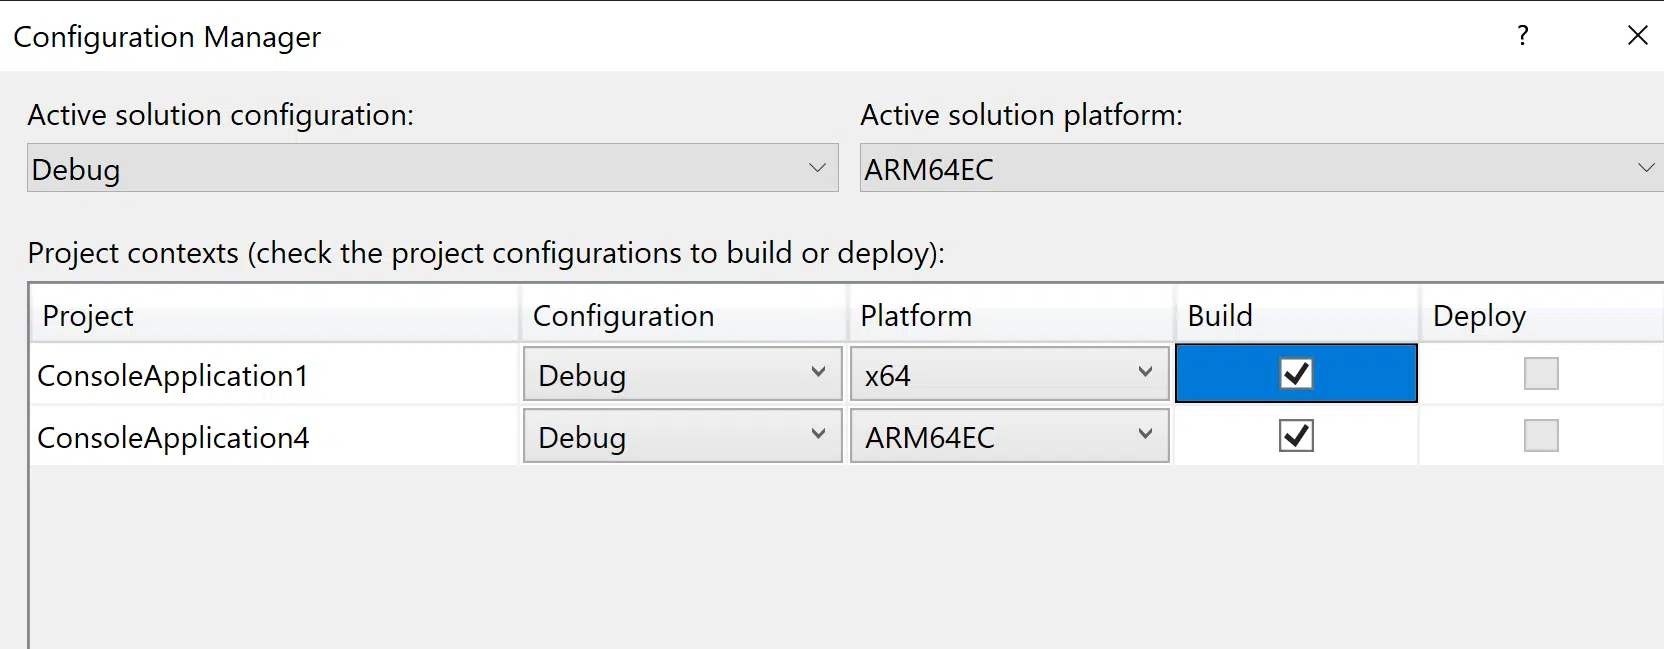 Configuration Manager ?
Active solution configuration: Active solution platform:
Debug ARM64EC
Project contexts (check the project configurations to build or deploy):
Project Configuration Platform Build Deploy
ConsoleApplication1 Debug x64
ConsoleApplication4 Debug ARM64EC